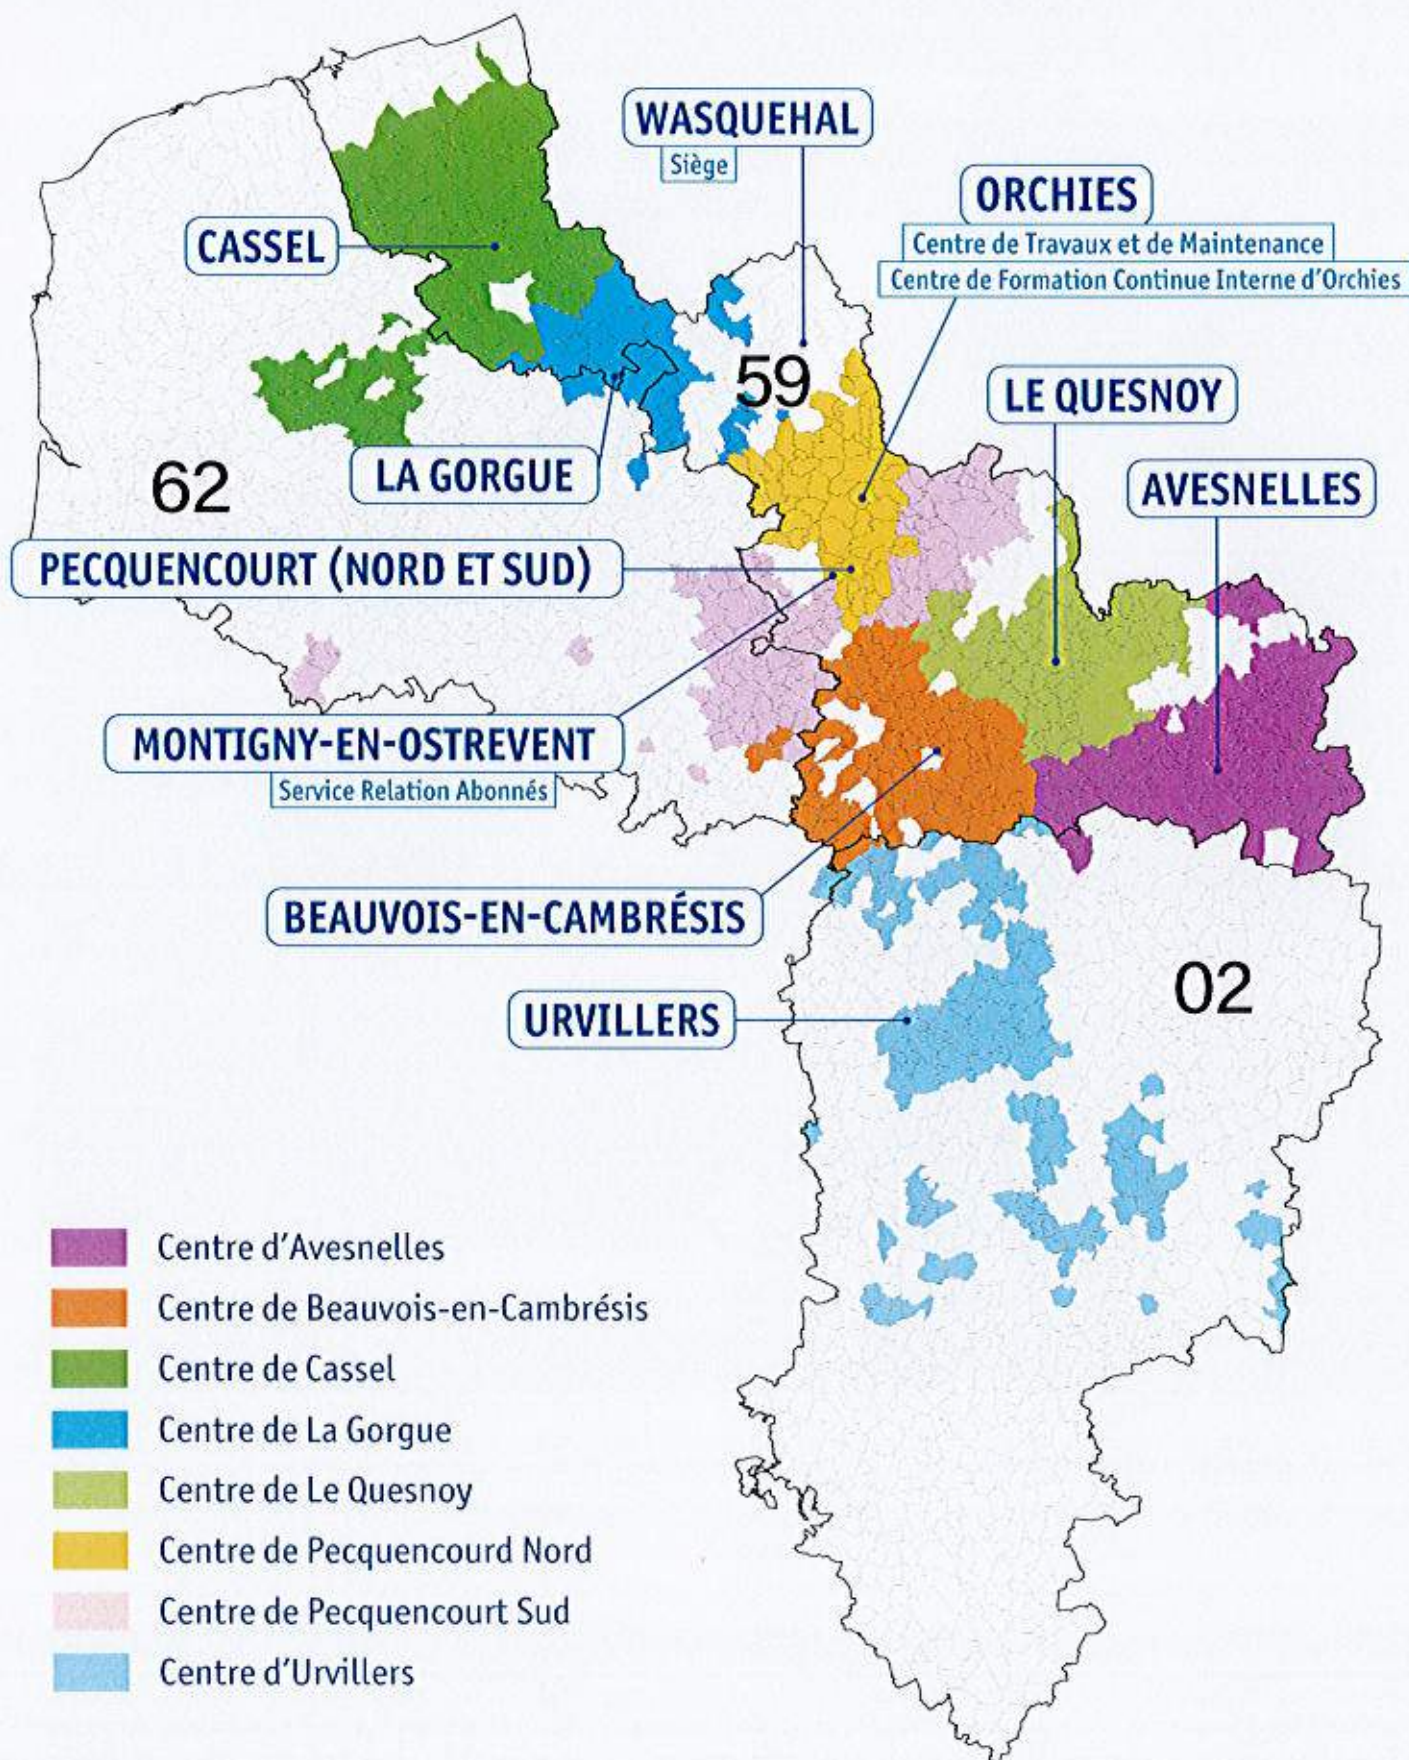 WASQUEHAL
Siège
ORCHIES
Centre de Travaux et de Maintenance
Centre de Formation Continue Interne d'Orchies
CASSEL
59
LE QUESNOY
LA GORGUE
62
AVESNELLES
PECQUENCOURT (NORD ET SUD)
MONTIGNY-EN-OSTREVENT
Service Relation Abonnés
BEAUVOIS-EN-CAMBRÉSIS
02
URVILLERS
Centre d'Avesnelles
Centre de Beauvois-en-Cambrésis
Centre de Cassel
Centre de La Gorgue
Centre de Le Quesnoy
Centre de Pecquencourd Nord
Centre de Pecquencourt Sud
Centre d'Urvillers